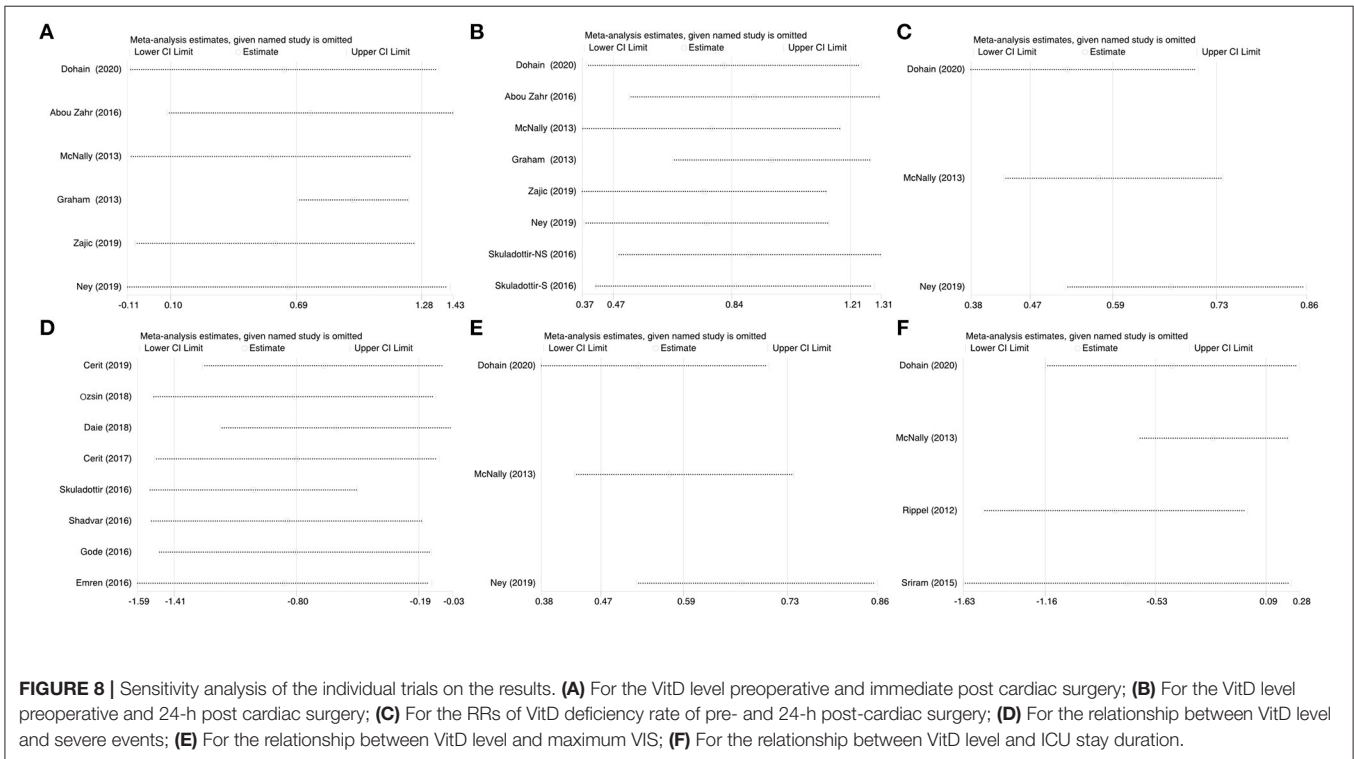 A
Meta-analysis estimates, given named study is omitted
Lower CI Limit Estimate Upper CI Limit
Dohain (2020)
Abou Zahr (2016)
McNally (2013)
Graham (2013)
Zajic (2019)
Ney (2019)
-0.11 0.10 0.69 1.28 1.43
B
Meta-analysis estimates, given named study is omitted
Lower CI Limit Estimate Upper CI Limit
Dohain (2020)
Abou Zahr (2016)
McNally (2013)
Graham (2013)
Zajic (2019)
Ney (2019)
Skuladottir-NS (2016)
Skuladottir-S (2016)
0.37 0.47 0.84 1.21 1.31
C
Meta-analysis estimates, given named study is omitted
Lower CI Limit Estimate Upper CI Limit
Dohain (2020)
McNally (2013)
Ney (2019)
0.38 0.47 0.59 0.73 0.86
D
Meta-analysis estimates, given named study is omitted
Lower CI Limit Estimate Upper CI Limit
Cerit (2019)
Ozsin (2018)
Daie (2018)
Cerit (2017)
Skuladottir (2016)
Shadvar (2016)
Gode (2016)
Emren (2016)
-1.59 -1.41 -0.80 -0.19 -0.03
E
Meta-analysis estimates, given named study is omitted
Lower CI Limit Estimate Upper CI Limit
Dohain (2020)
McNally (2013)
Ney (2019)
0.38 0.47 0.59 0.73 0.86
F
Meta-analysis estimates, given named study is omitted
Lower CI Limit Estimate Upper CI Limit
Dohain (2020)
McNally (2013)
Rippel (2012)
Sriram (2015)
-1.63 -1.16 -0.53 0.09 0.28
FIGURE 8 | Sensitivity analysis of the individual trials on the results. (A) For the VitD level preoperative and immediate post cardiac surgery; (B) For the VitD level
preoperative and 24-h post cardiac surgery; (C) For the RRs of VitD deficiency rate of pre- and 24-h post-cardiac surgery; (D) For the relationship between VitD level
and severe events; (E) For the relationship between VitD level and maximum VIS; (F) For the relationship between VitD level and ICU stay duration.